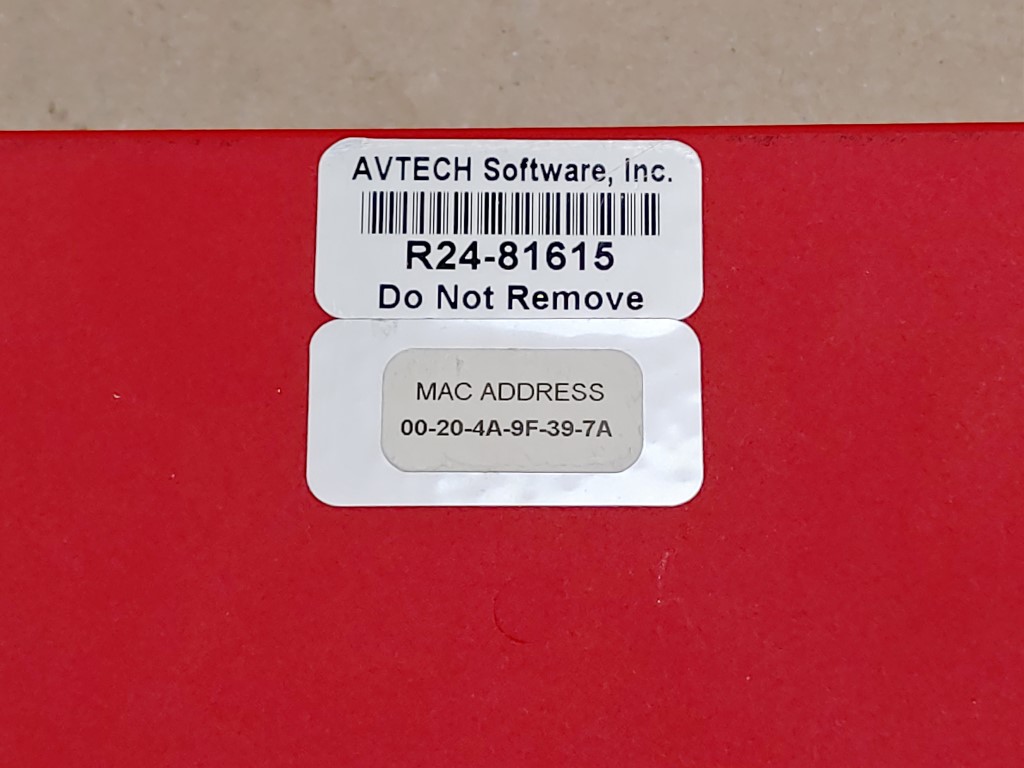 AVTECH Software, Inc.
R24-81615
Do Not Remove
MAC ADDRESS
00-20-4A-9F-39-7A